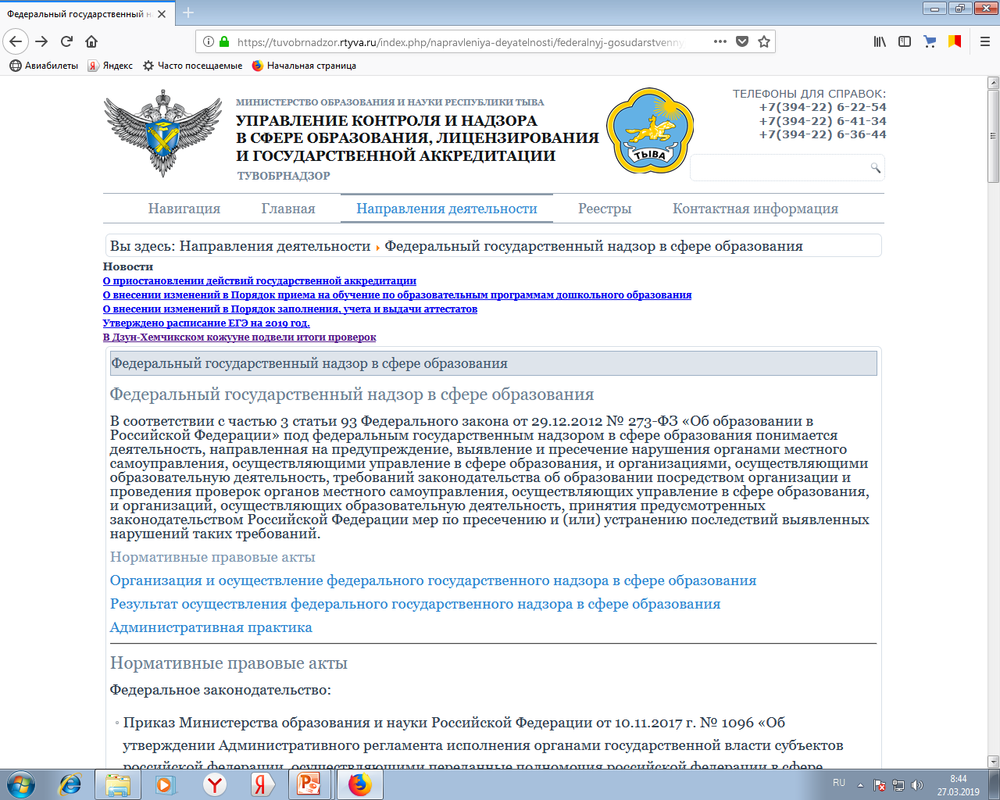 Федеральный государственный н
https://tuvobrnadzor.rtyva.ru/index.php/napravleniya-deyatelnosti/federalnyj-gosudarstvenny
Авиабилеты Яндекс Часто посещаемые Начальная страница
МИНИСТЕРСТВО ОБРАЗОВАНИЯ И НАУКИ РЕСПУБЛИКИ ТЫВА
УПРАВЛЕНИЕ КОНТРОЛЯ И НАДЗОРА
В СФЕРЕ ОБРАЗОВАНИЯ, ЛИЦЕНЗИРОВАНИЯ
И ГОСУДАРСТВЕННОЙ АККРЕДИТАЦИИ
ТУВОБРНАДЗОР
ТЫВА
ТЕЛЕФОНЫ ДЛЯ СПРАВОК:
+7(394-22) 6-22-54
+7(394-22) 6-41-34
+7(394-22) 6-36-44
Навигация Главная Направления деятельности Реестры Контактная информация
Вы здесь: Направления деятельности Федеральный государственный надзор в сфере образования
Новости
О приостановлении действий государственной аккредитации
О внесении изменений в Порядок приема на обучение по образовательным программам дошкольного образования
О внесении изменений в Порядок заполнения, учета и выдачи аттестатов
Утверждено расписание ЕГЭ на 2019 год.
В Дзун-Хемчикском кожууне подвели итоги проверок
Федеральный государственный надзор в сфере образования
Федеральный государственный надзор в сфере образования
В соответствии с частью 3 статьи 93 Федерального закона от 29.12.2012 № 273-ФЗ «Об образовании в
Российской Федерации» под федеральным государственным надзором в сфере образования понимается
деятельность, направленная на предупреждение, выявление и пресечение нарушения органами местного
самоуправления, осуществляющими управление в сфере образования, и организациями, осуществляющими
образовательную деятельность, требований законодательства об образовании посредством организации и
проведения проверок органов местного самоуправления, осуществляющих управление в сфере образования,
и организаций, осуществляющих образовательную деятельность, принятия предусмотренных
законодательством Российской Федерации мер по пресечению и (или) устранению последствий выявленных
нарушений таких требований.
Нормативные правовые акты
Организация и осуществление федерального государственного надзора в сфере образования
Результат осуществления федерального государственного надзора в сфере образования
Административная практика
Нормативные правовые акты
Федеральное законодательство:
Приказ Министерства образования и науки Российской Федерации от 10.11.2017 г. № 1096 «Об
утверждении Административного регламента исполнения органами государственной власти субъектов
российской федерации, осуществляющими переданные полномочия российской федерации в сфере
RU 8:44
27.03.2019